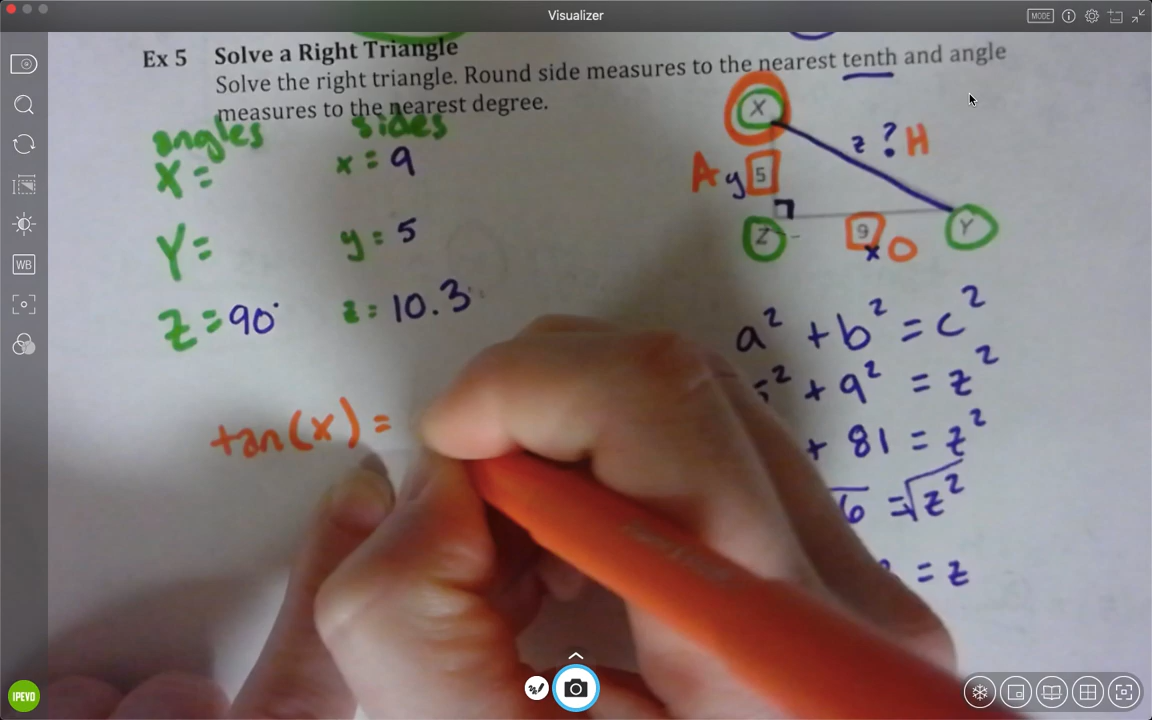 Visualizer
MODE
Ex 5 Solve a Right Triangle
Solve the right triangle. Round side measures to the nearest tenth and angle
measures to the nearest degree.
angles sides
X = x = 9
Y = y = 5
Z = 90° z = 10.3
tan(x) =
X
z ? H
A y 5
Z 9 Y
x O
a² + b² = c²
5² + 9² = z²
+ 81 = z²
6 = √z²
= z
WB
IPEVO